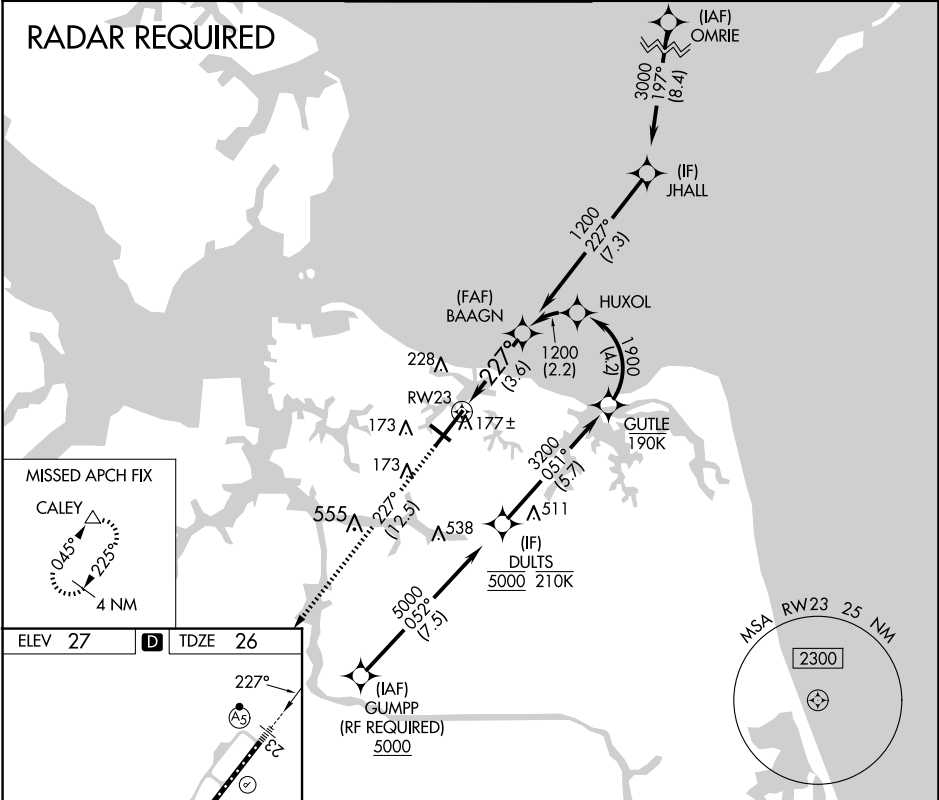 RADAR REQUIRED
(IAF)
OMRIE
3000
197°
(8.4)
(IF)
JHALL
1200
227°
(7.3)
(FAF)
BAAGN
HUXOL
1200
(2.2)
1900
(4.2)
227°
(3.6)
228
RW23
177±
173
GUTLE
190K
173
3200
051°
(5.7)
227°
(12.5)
555
538
511
(IF)
DULTS
5000 210K
5000
052°
(7.5)
(IAF)
GUMPP
(RF REQUIRED)
5000
MISSED APCH FIX
CALEY
045°
225°
4 NM
MSA RW23 25 NM
2300
ELEV 27 D TDZE 26
227°
A5
23
P